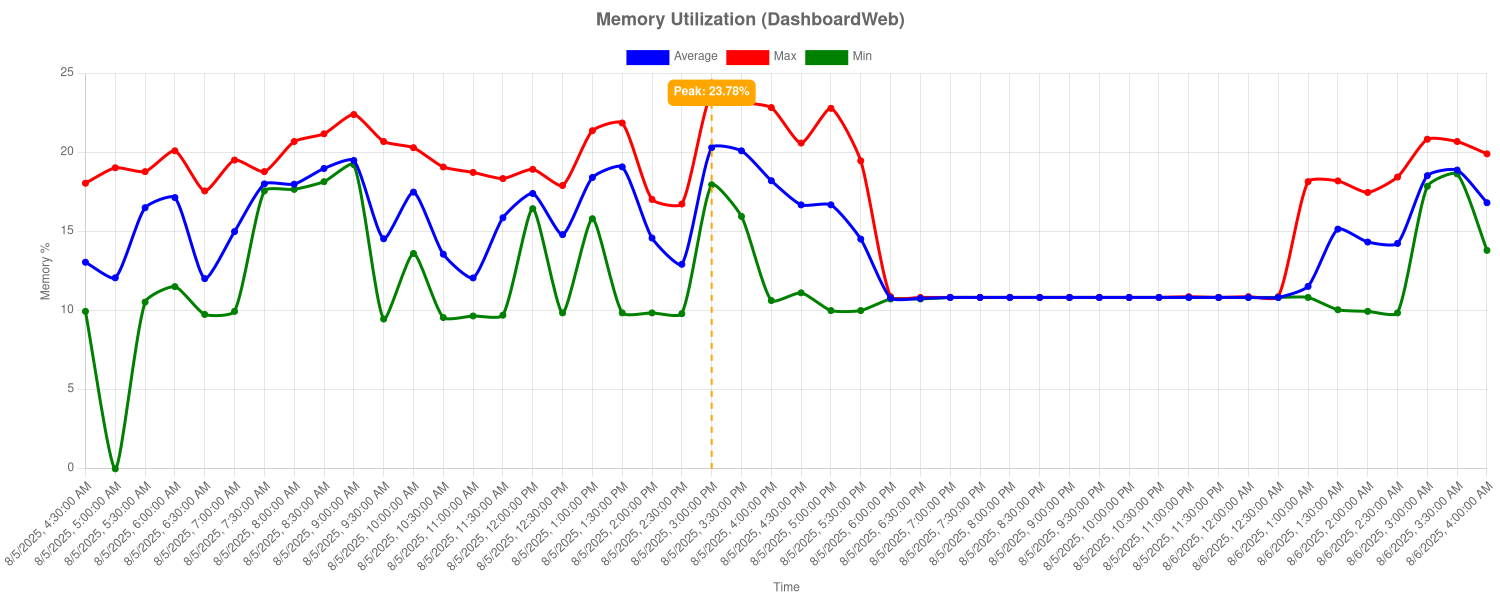 Memory Utilization (DashboardWeb)
Average Max Min
Peak: 23.78%
25
20
15
10
5
0
Memory %
8/5/2025, 4:30:00 AM
8/5/2025, 5:00:00 AM
8/5/2025, 5:30:00 AM
8/5/2025, 6:00:00 AM
8/5/2025, 6:30:00 AM
8/5/2025, 7:00:00 AM
8/5/2025, 7:30:00 AM
8/5/2025, 8:00:00 AM
8/5/2025, 8:30:00 AM
8/5/2025, 9:00:00 AM
8/5/2025, 9:30:00 AM
8/5/2025, 10:00:00 AM
8/5/2025, 10:30:00 AM
8/5/2025, 11:00:00 AM
8/5/2025, 11:30:00 AM
8/5/2025, 12:00:00 PM
8/5/2025, 12:30:00 PM
8/5/2025, 1:00:00 PM
8/5/2025, 1:30:00 PM
8/5/2025, 2:00:00 PM
8/5/2025, 2:30:00 PM
8/5/2025, 3:00:00 PM
8/5/2025, 3:30:00 PM
8/5/2025, 4:00:00 PM
8/5/2025, 4:30:00 PM
8/5/2025, 5:00:00 PM
8/5/2025, 5:30:00 PM
8/5/2025, 6:00:00 PM
8/5/2025, 6:30:00 PM
8/5/2025, 7:00:00 PM
8/5/2025, 7:30:00 PM
8/5/2025, 8:00:00 PM
8/5/2025, 8:30:00 PM
8/5/2025, 9:00:00 PM
8/5/2025, 9:30:00 PM
8/5/2025, 10:00:00 PM
8/5/2025, 10:30:00 PM
8/5/2025, 11:00:00 PM
8/5/2025, 11:30:00 PM
8/6/2025, 12:00:00 AM
8/6/2025, 12:30:00 AM
8/6/2025, 1:00:00 AM
8/6/2025, 1:30:00 AM
8/6/2025, 2:00:00 AM
8/6/2025, 2:30:00 AM
8/6/2025, 3:00:00 AM
8/6/2025, 3:30:00 AM
8/6/2025, 4:00:00 AM
Time